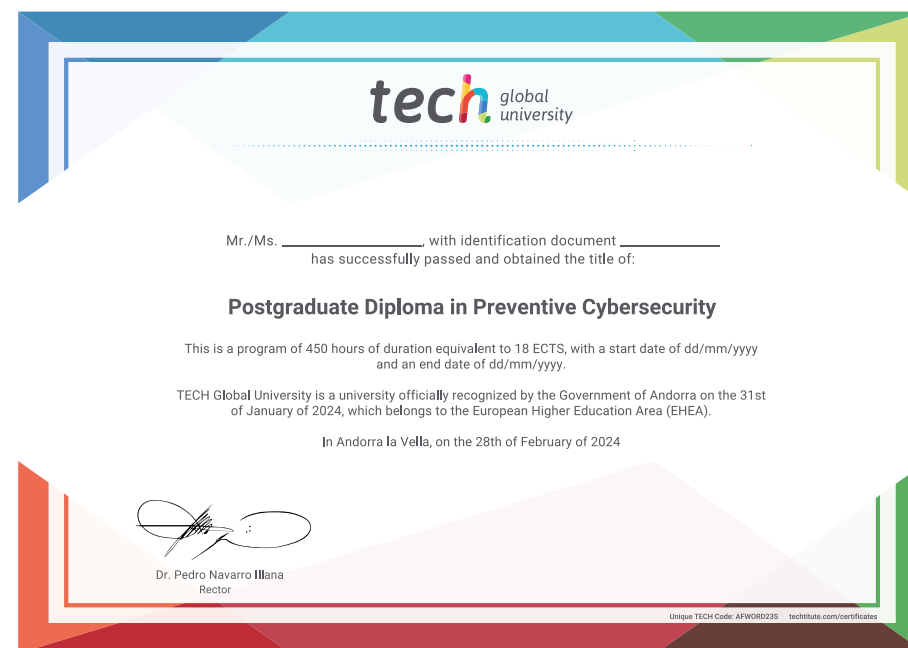 tech global university
Mr./Ms. ____________, with identification document ____________
has successfully passed and obtained the title of:
Postgraduate Diploma in Preventive Cybersecurity
This is a program of 450 hours of duration equivalent to 18 ECTS, with a start date of dd/mm/yyyy
and an end date of dd/mm/yyyy.
TECH Global University is a university officially recognized by the Government of Andorra on the 31st
of January of 2024, which belongs to the European Higher Education Area (EHEA).
In Andorra la Vella, on the 28th of February of 2024
Dr. Pedro Navarro Illana
Rector
Unique TECH Code: AFWORD23S techtitute.com/certificates